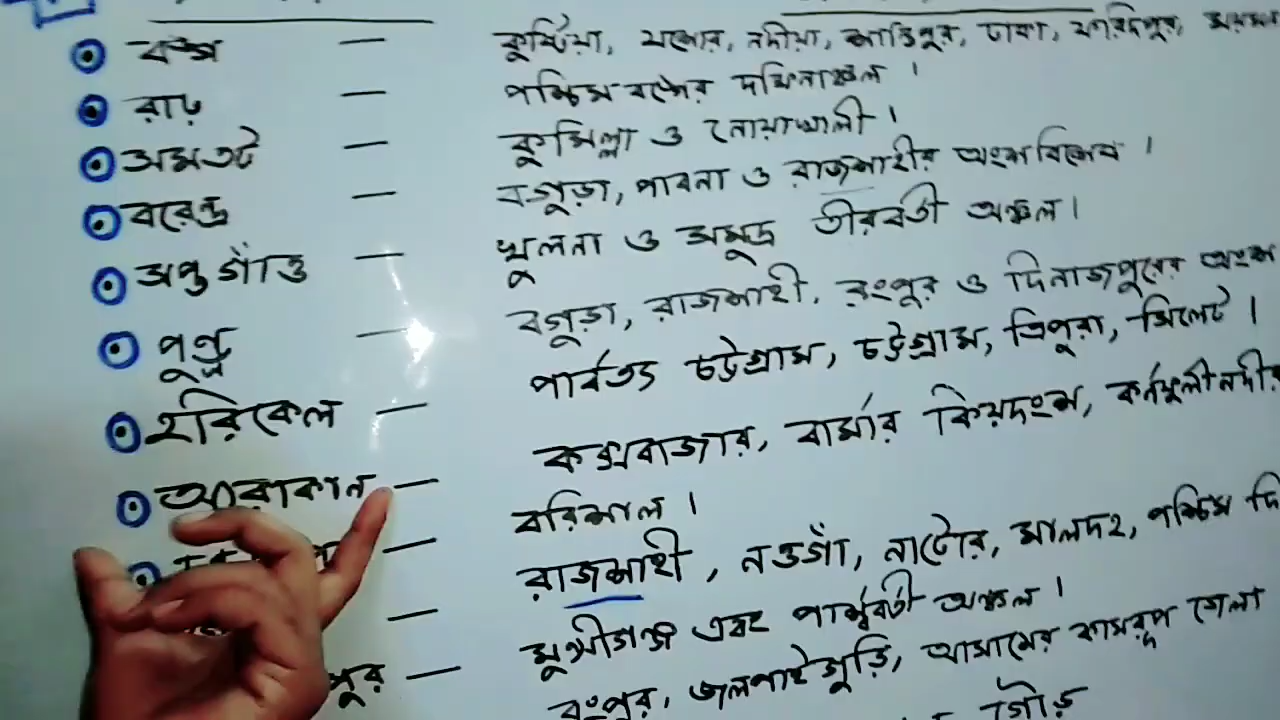 বঙ্গ — কুষ্টিয়া, যশোর, নদীয়া, শান্তিপুর, ঢাকা, ফরিদপুর,
রাঢ় — পশ্চিম বঙ্গের দক্ষিনাঞ্চল ।
সমতট — কুমিল্লা ও নোয়াখালী ।
বরেন্দ্র — বগুড়া, পাবনা ও রাজশাহীর অংশ বিশেষ ।
সপ্তগাঁও — খুলনা ও সমুদ্র তীরবর্তী অঞ্চল ।
পুণ্ড্র — বগুড়া, রাজশাহী, রংপুর ও দিনাজপুরের অংশ
হরিকেল — পার্বত্য চট্টগ্রাম, চট্টগ্রাম, ত্রিপুরা, সিলেট ।
আরাকান — কক্সবাজার, বার্মার কিয়দংশ, কর্নফুলী নদীর
— বরিশাল ।
— রাজশাহী, নওগাঁ, নাটোর, মালদহ, পশ্চিম দি
পুর — মুন্সীগঞ্জ এবং পার্শ্ববর্তী অঞ্চল ।
রংপুর, জলপাইগুড়ি, আসামের কামরূপ জেলা
গৌড়